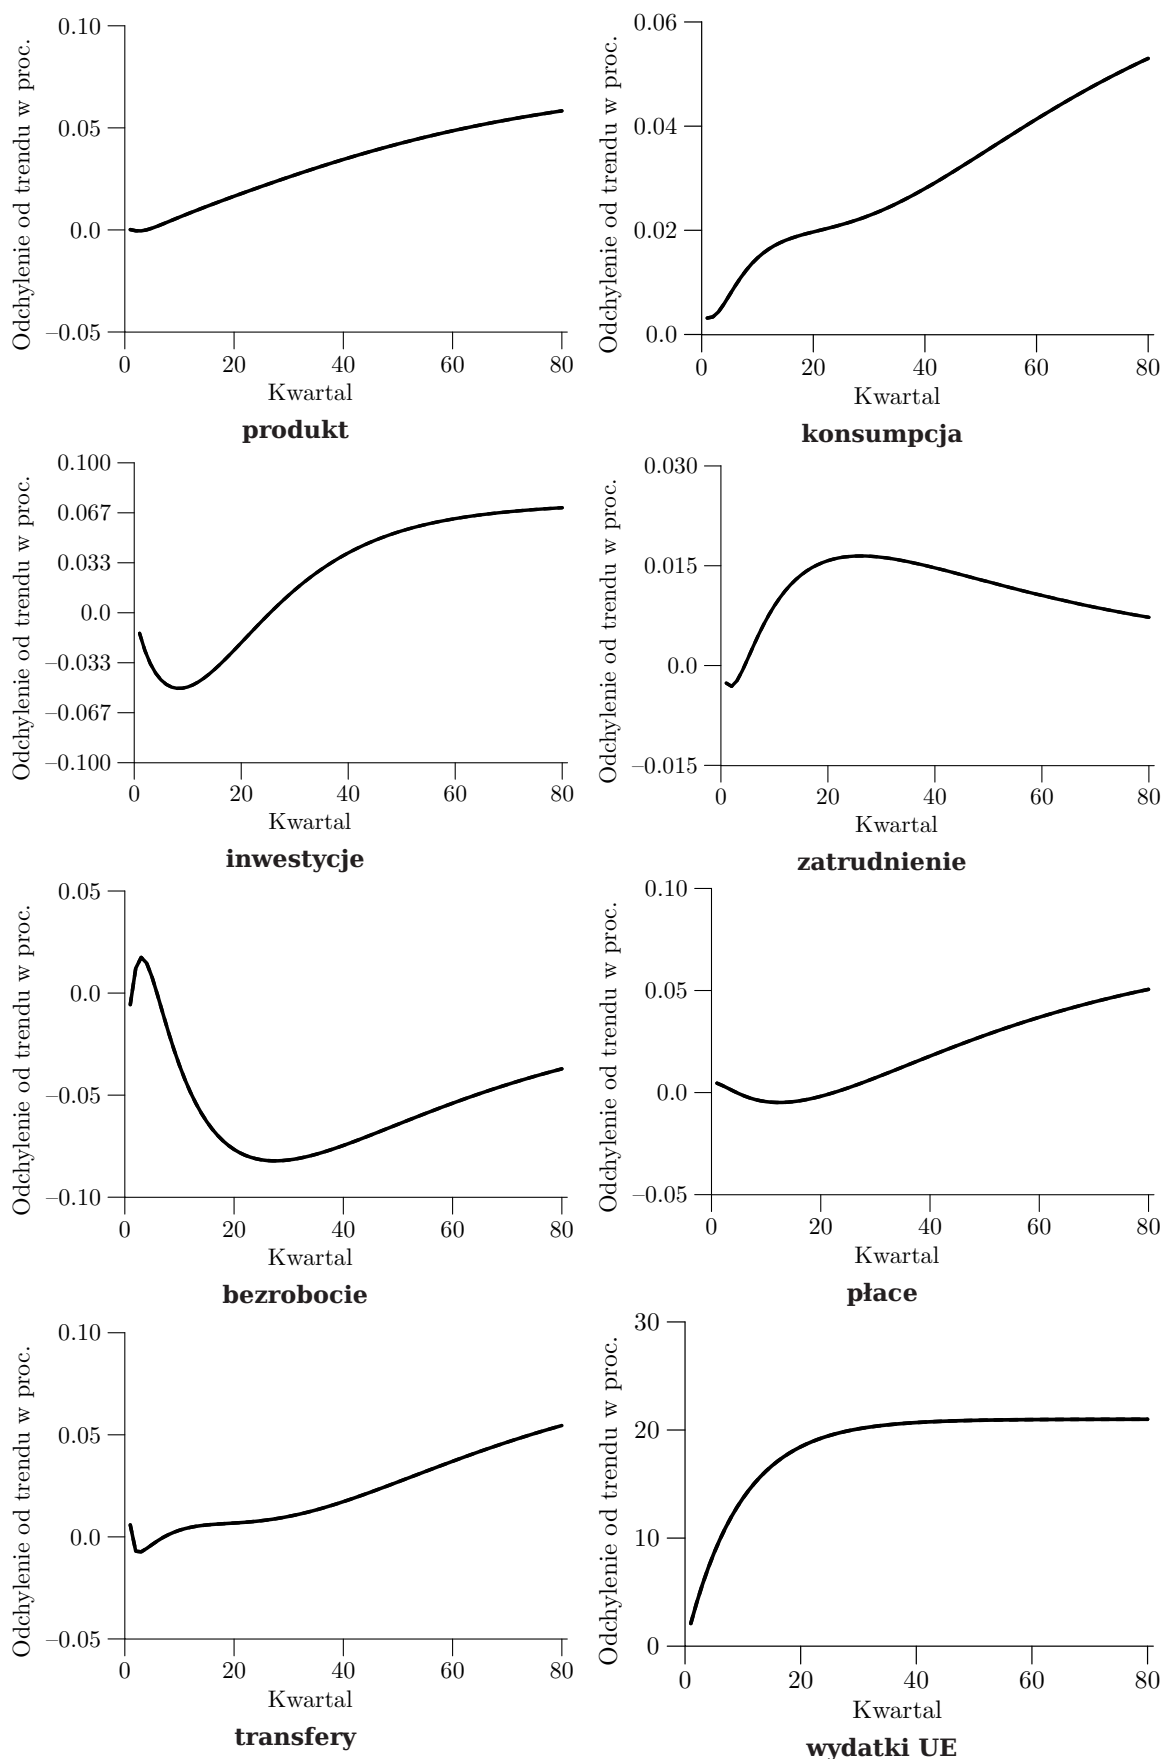 Odchylenie od trendu w proc.
0.10
0.05
0.0
–0.05
0 20 40 60 80
Kwartal
produkt
Odchylenie od trendu w proc.
0.06
0.04
0.02
0.0
0 20 40 60 80
Kwartal
konsumpcja
Odchylenie od trendu w proc.
0.100
0.067
0.033
0.0
–0.033
–0.067
–0.100
0 20 40 60 80
Kwartal
inwestycje
Odchylenie od trendu w proc.
0.030
0.015
0.0
–0.015
0 20 40 60 80
Kwartal
zatrudnienie
Odchylenie od trendu w proc.
0.05
0.0
–0.05
–0.10
0 20 40 60 80
Kwartal
bezrobocie
Odchylenie od trendu w proc.
0.10
0.05
0.0
–0.05
0 20 40 60 80
Kwartal
płace
Odchylenie od trendu w proc.
0.10
0.05
0.0
–0.05
0 20 40 60 80
Kwartal
transfery
Odchylenie od trendu w proc.
30
20
10
0
0 20 40 60 80
Kwartal
wydatki UE